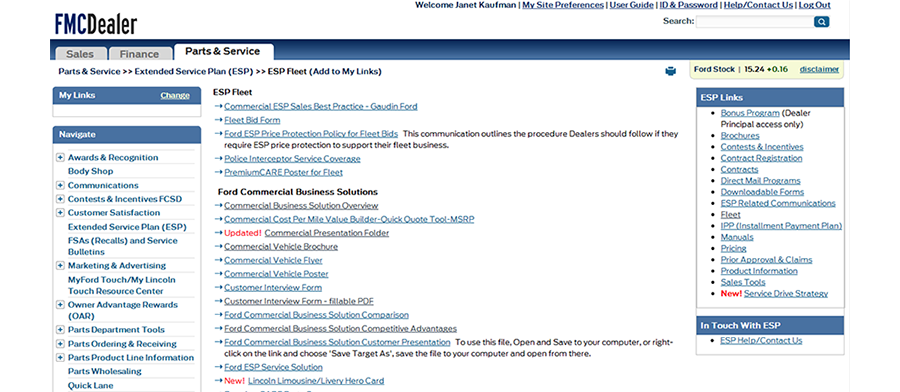 Welcome Janet Kaufman | My Site Preferences | User Guide | ID & Password | Help/Contact Us | Log Out
FMCDealer
Search:
Sales
Finance
Parts & Service
Parts & Service >> Extended Service Plan (ESP) >> ESP Fleet (Add to My Links)
Ford Stock | 15.24 +0.16 disclaimer
My Links Change
Navigate
Awards & Recognition
Body Shop
Communications
Contests & Incentives FCSD
Customer Satisfaction
Extended Service Plan (ESP)
FSAs (Recalls) and Service
Bulletins
Marketing & Advertising
MyFord Touch/My Lincoln
Touch Resource Center
Owner Advantage Rewards
(OAR)
Parts Department Tools
Parts Ordering & Receiving
Parts Product Line Information
Parts Wholesaling
Quick Lane
ESP Fleet
Commercial ESP Sales Best Practice - Gaudin Ford
Fleet Bid Form
Ford ESP Price Protection Policy for Fleet Bids This communication outlines the procedure Dealers should follow if they
require ESP price protection to support their fleet business.
Police Interceptor Service Coverage
PremiumCARE Poster for Fleet
Ford Commercial Business Solutions
Commercial Business Solution Overview
Commercial Cost Per Mile Value Builder-Quick Quote Tool-MSRP
Updated! Commercial Presentation Folder
Commercial Vehicle Brochure
Commercial Vehicle Flyer
Commercial Vehicle Poster
Customer Interview Form
Customer Interview Form - fillable PDF
Ford Commercial Business Solution Comparison
Ford Commercial Business Solution Competitive Advantages
Ford Commercial Business Solution Customer Presentation To use this file, Open and Save to your computer, or right-
click on the link and choose 'Save Target As', save the file to your computer and open from there.
Ford ESP Service Solution
New! Lincoln Limousine/Livery Hero Card
ESP Links
Bonus Program (Dealer
Principal access only)
Brochures
Contests & Incentives
Contract Registration
Contracts
Direct Mail Programs
Downloadable Forms
ESP Related Communications
Fleet
IPP (Installment Payment Plan)
Manuals
Pricing
Prior Approval & Claims
Product Information
Sales Tools
New! Service Drive Strategy
In Touch With ESP
ESP Help/Contact Us